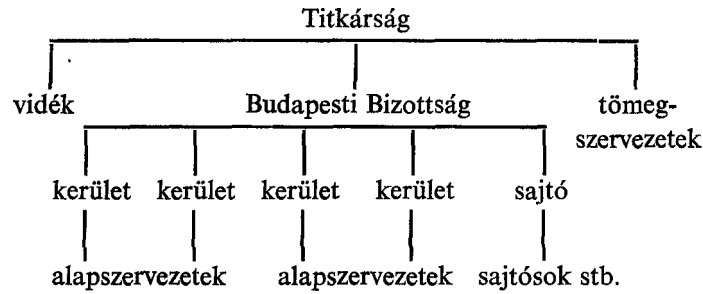 Titkárság
vidék Budapesti Bizottság tömeg-
szervezetek
kerület kerület kerület kerület sajtó
alapszervezetek alapszervezetek sajtósok stb.